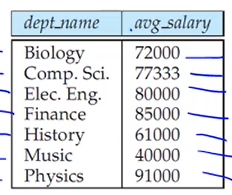 dept_name avg_salary
Biology 72000
Comp. Sci. 77333
Elec. Eng. 80000
Finance 85000
History 61000
Music 40000
Physics 91000